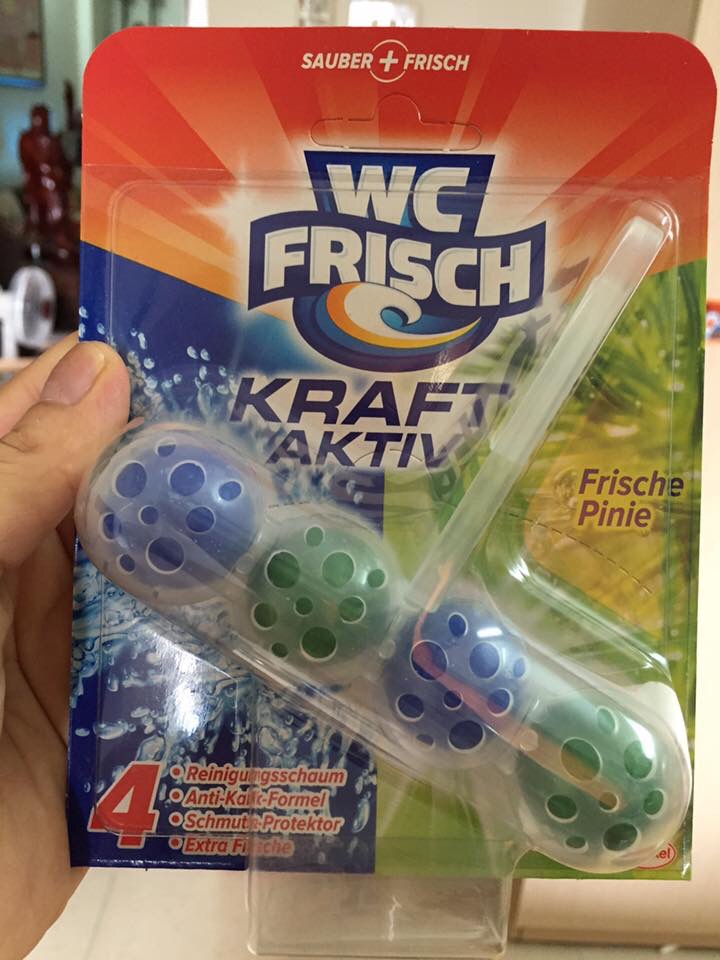 SAUBER + FRISCH
WC
FRISCH
KRAFT
AKTIV
Frische
Pinie
4
• Reinigungsschaum
• Anti-Kalk-Formel
• Schmutz-Protektor
• Extra Frische